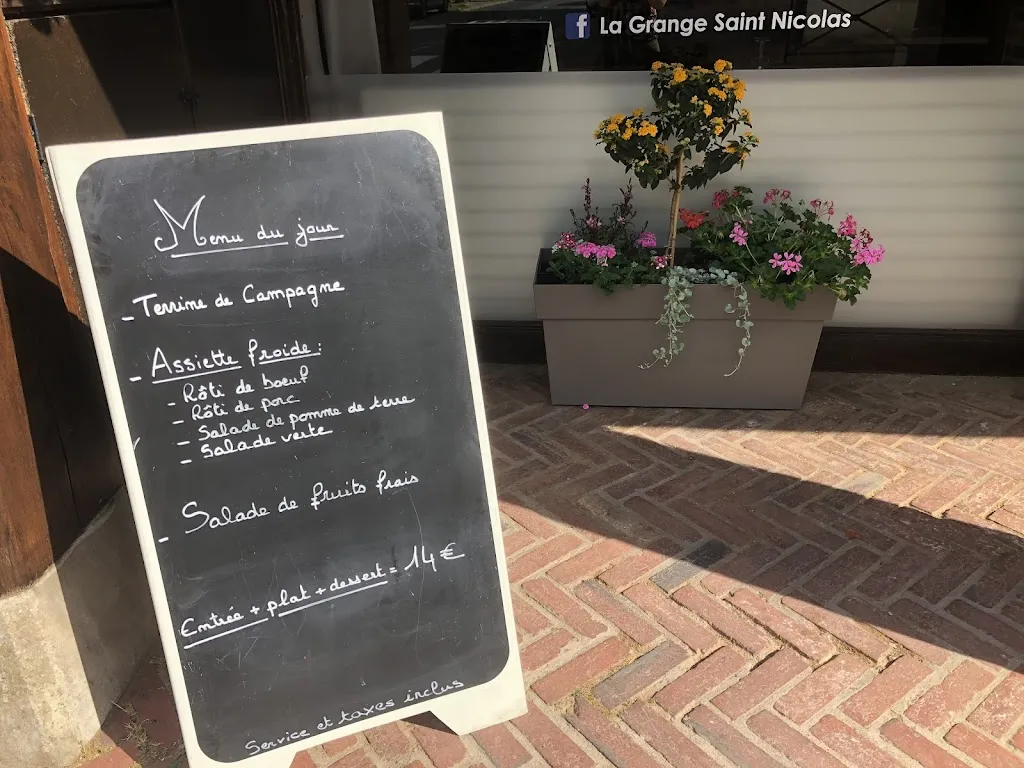 f La Grange Saint Nicolas
Menu du jour
- Terrine de Campagne
- Assiette froide :
- Rôti de boeuf
- Rôti de porc
- Salade de pomme de terre
- Salade verte
- Salade de fruits frais
Entrée + plat + dessert = 14 €
Service et taxes inclus